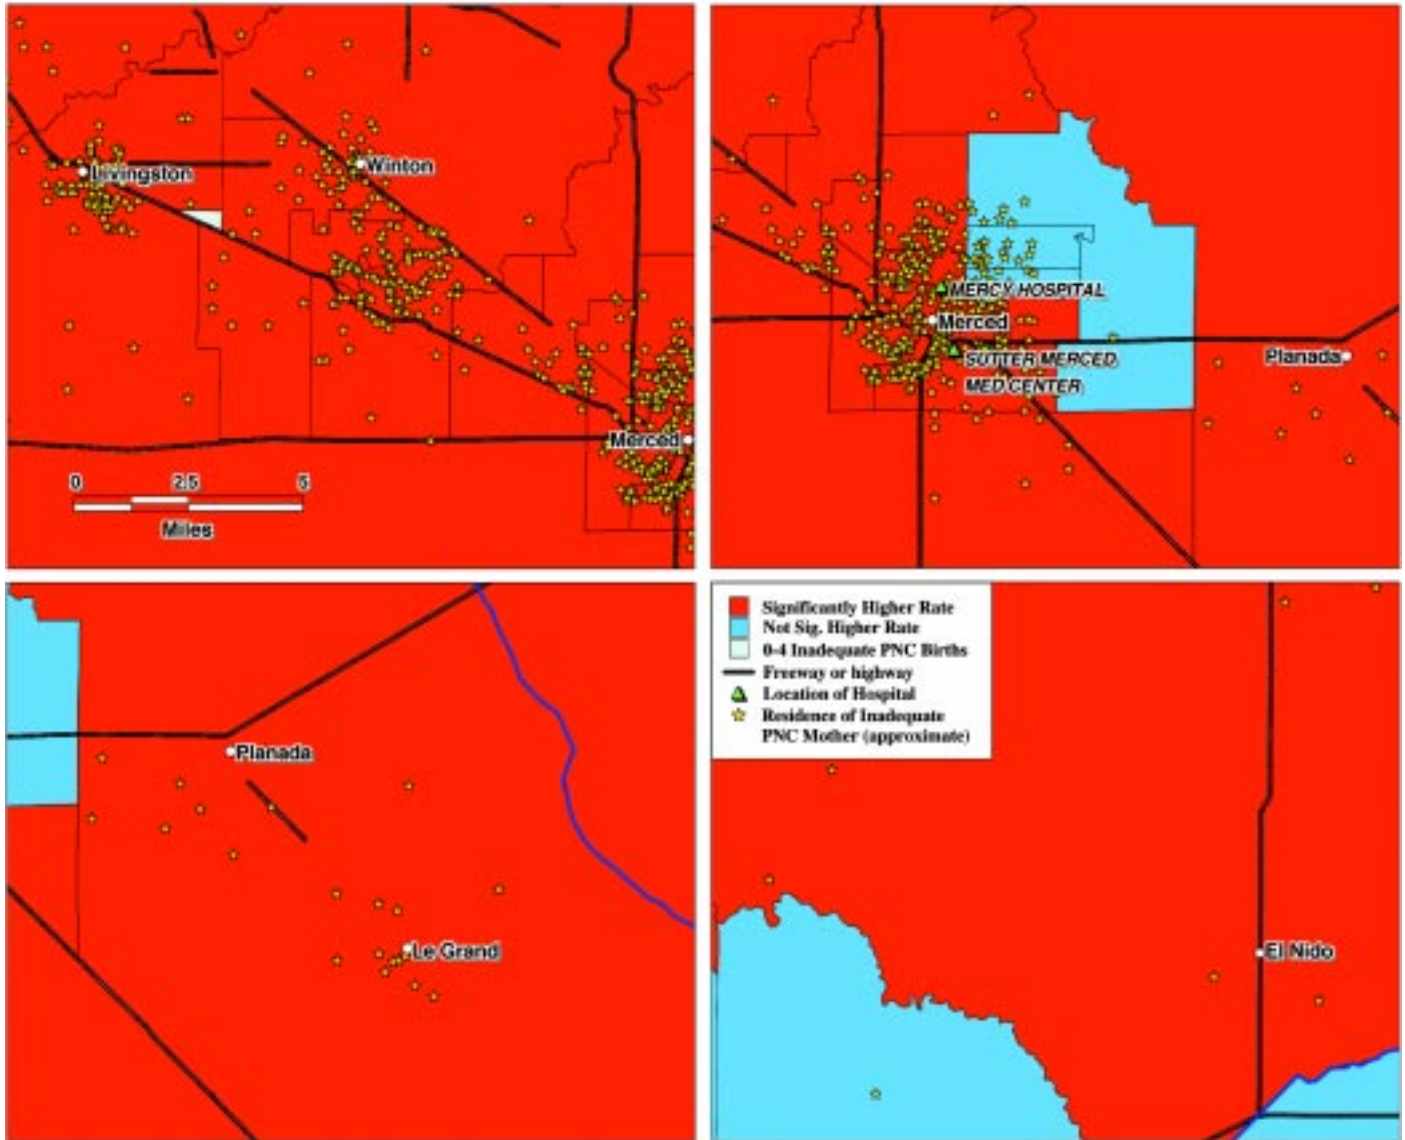 Livingston
Winton
Merced
0 2.5 5
Miles
MERCY HOSPITAL
Merced
Planada
SUTTER MERCED
MED CENTER
Planada
Le Grand
Significantly Higher Rate
Not Sig. Higher Rate
0-4 Inadequate PNC Births
Freeway or highway
Location of Hospital
Residence of Inadequate
PNC Mother (approximate)
El Nido